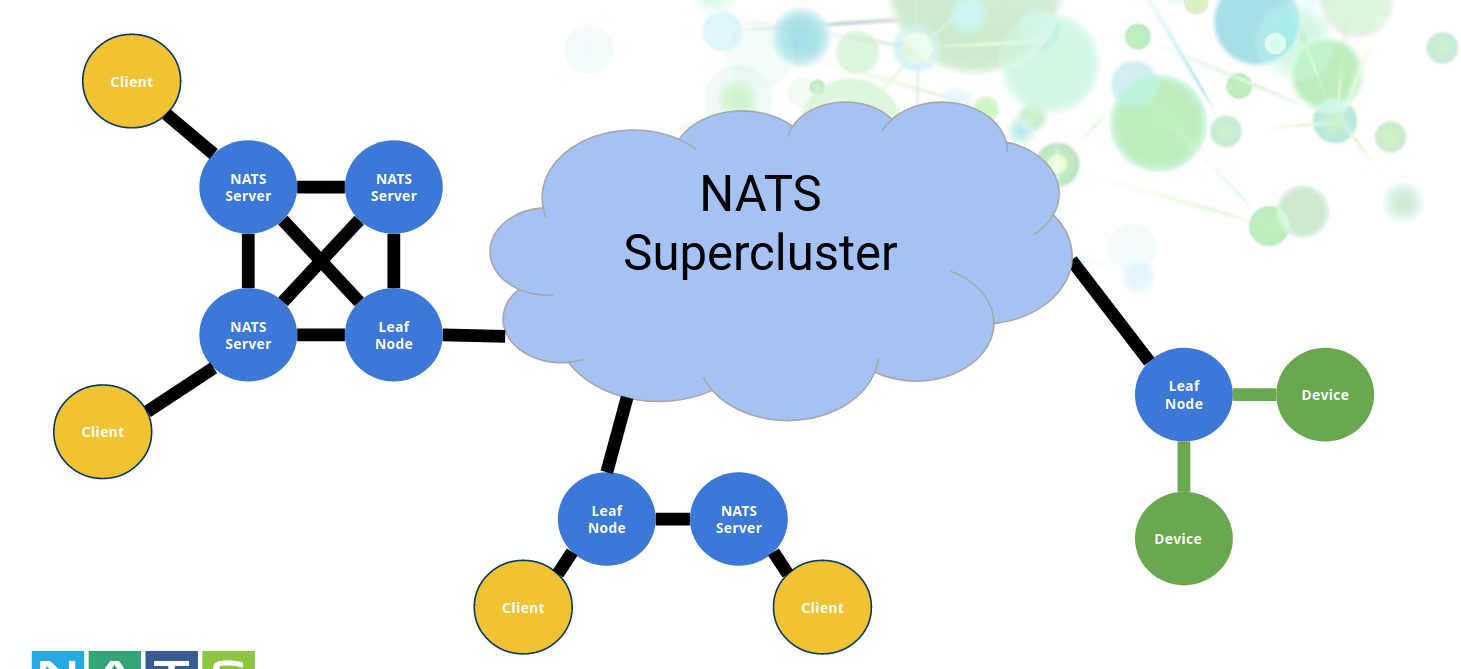 Client
NATS
Server
NATS
Server
NATS
Supercluster
NATS
Server
Leaf
Node
Client
Leaf
Node
Device
Leaf
Node
NATS
Server
Device
Client
Client
NATS